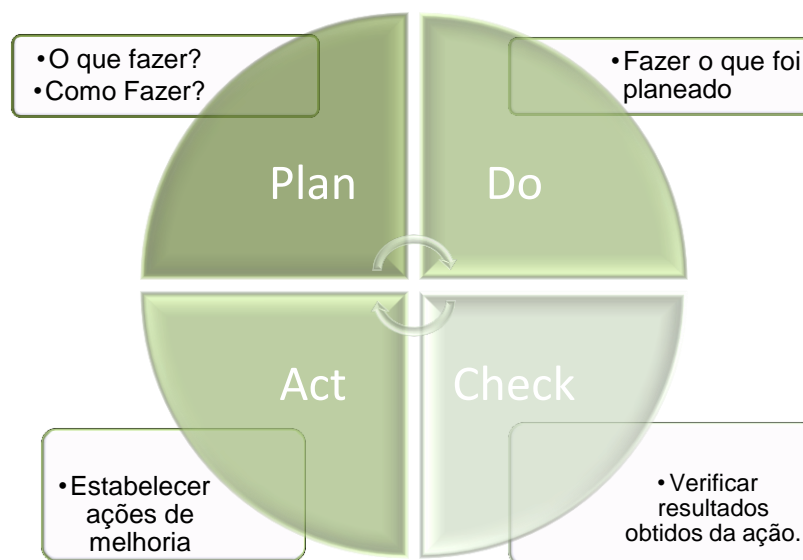 •O que fazer?
•Como Fazer?
•Fazer o que foi
planeado
Plan
Do
Act
Check
•Estabelecer
ações de
melhoria
•Verificar
resultados
obtidos da ação.